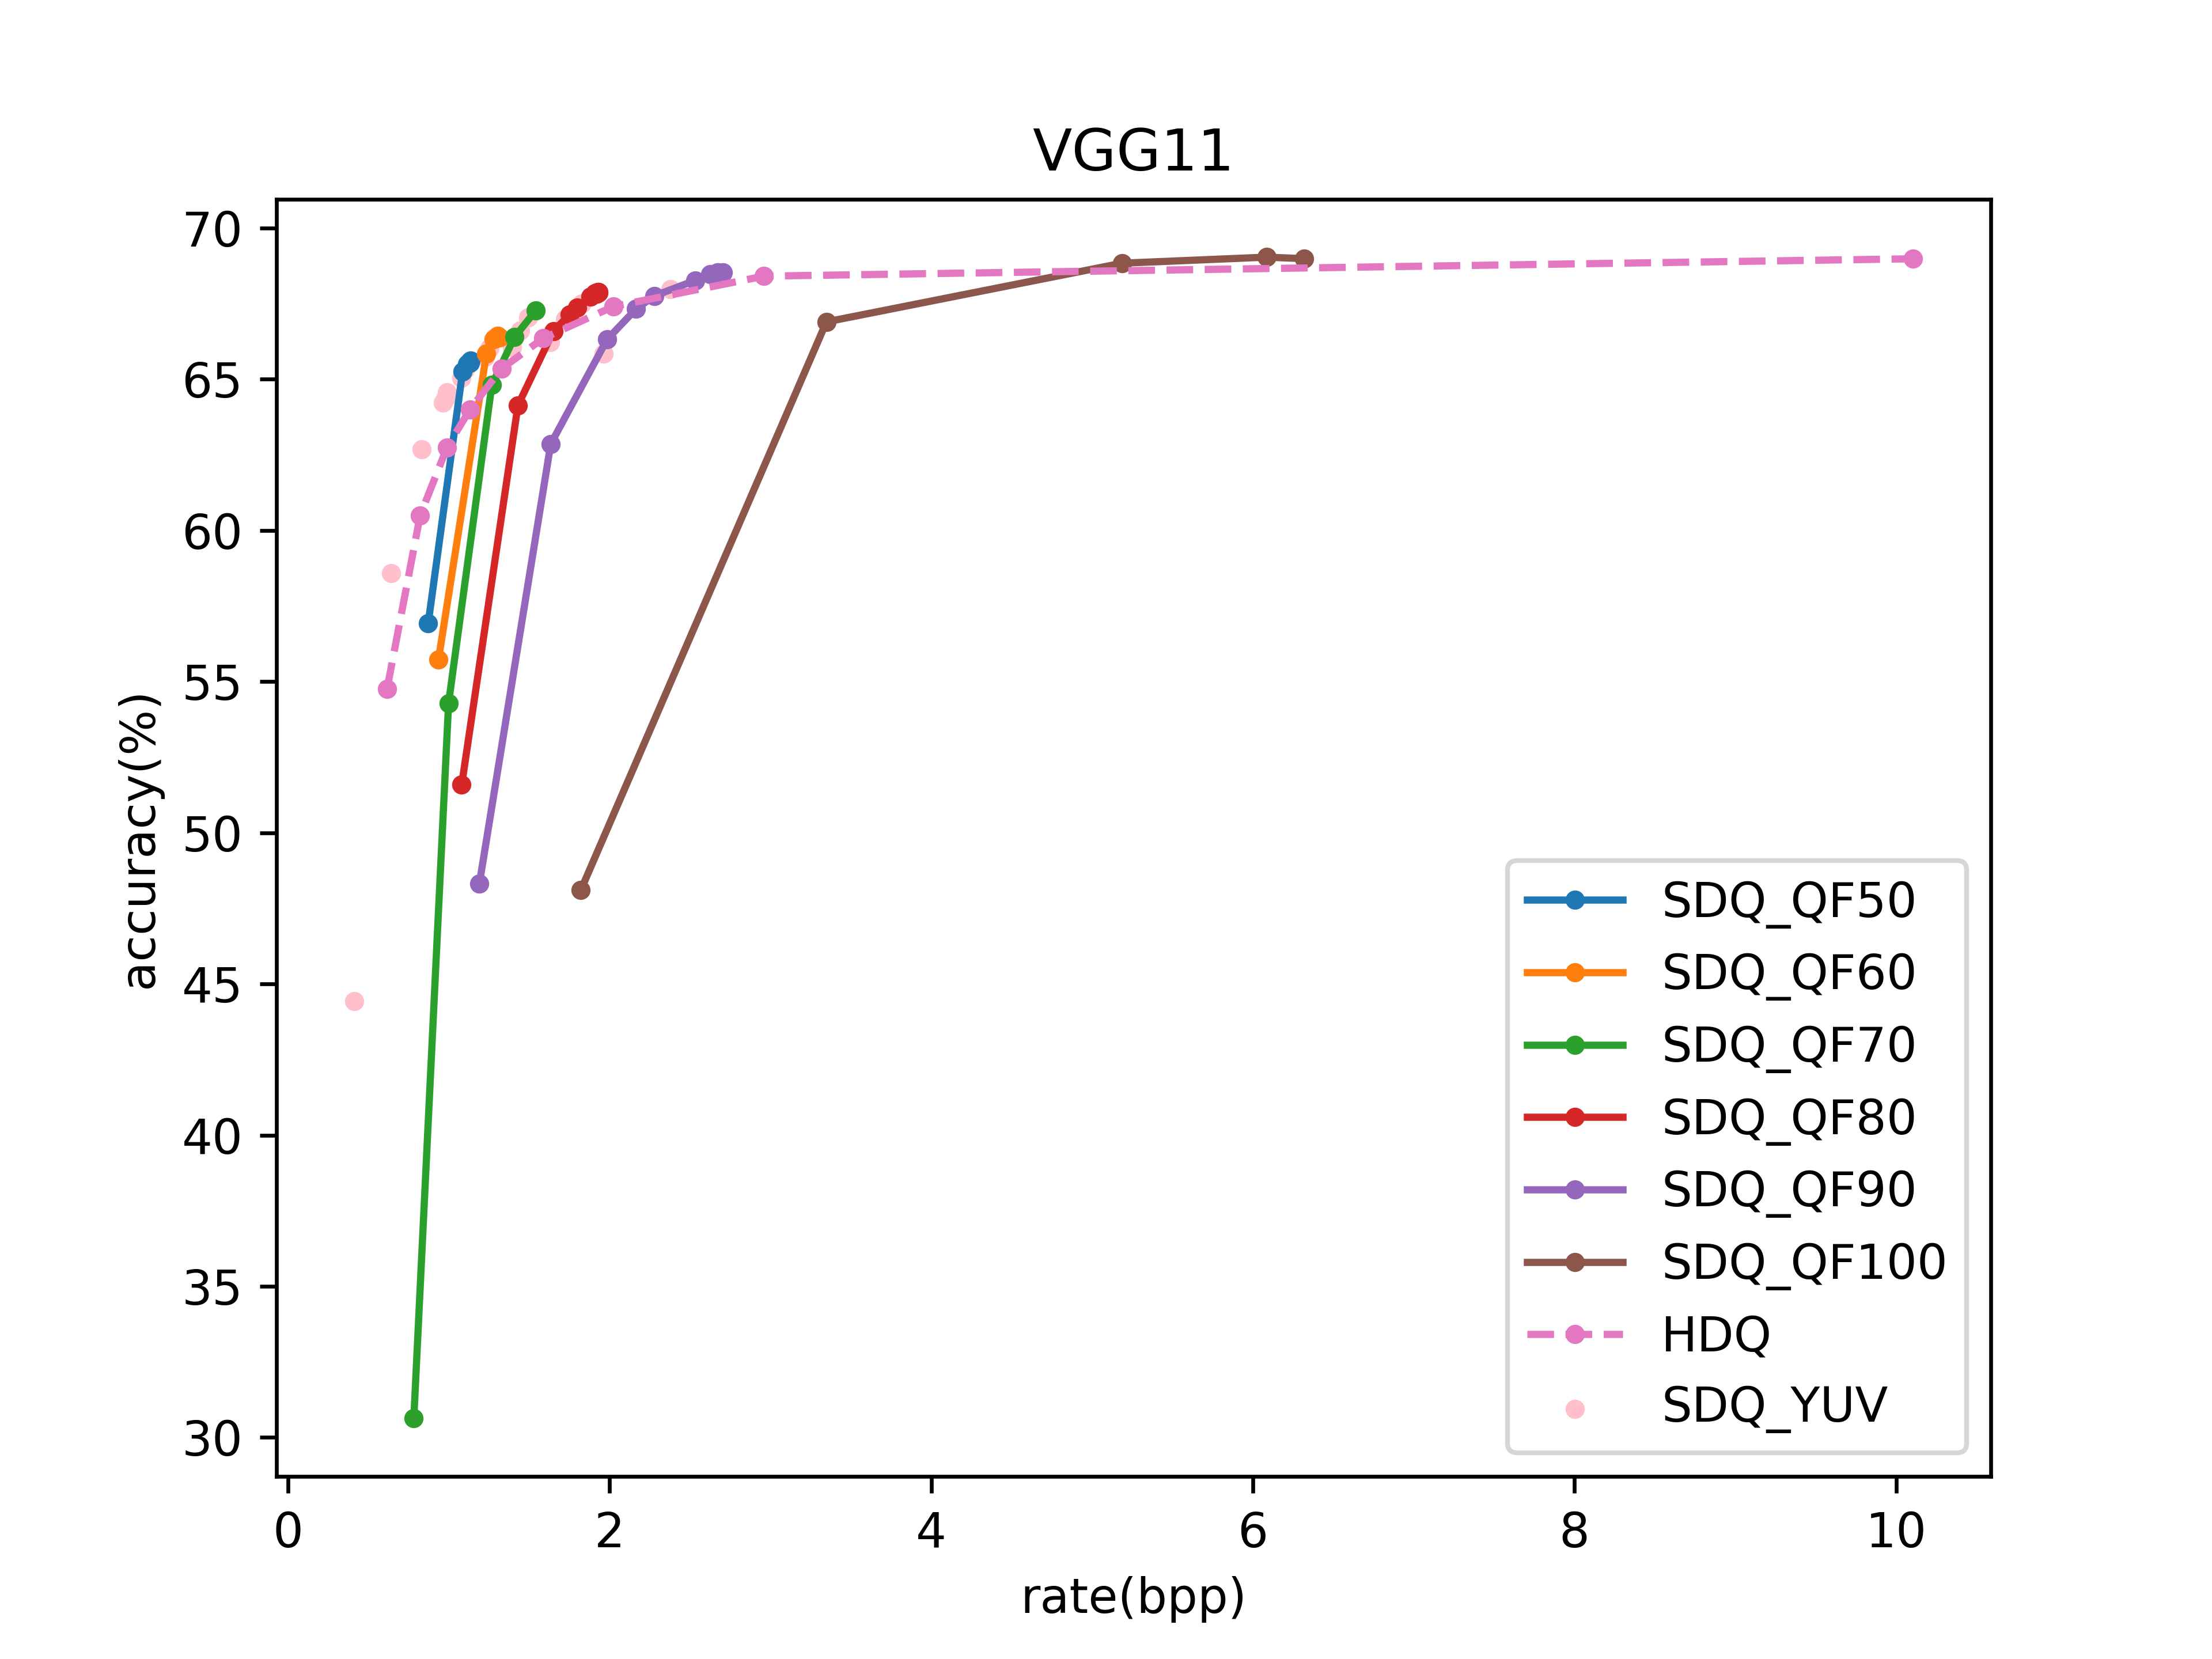 VGG11
accuracy(%)
70
65
60
55
50
45
40
35
30
0 2 4 6 8 10
rate(bpp)
SDQ_QF50
SDQ_QF60
SDQ_QF70
SDQ_QF80
SDQ_QF90
SDQ_QF100
HDQ
SDQ_YUV